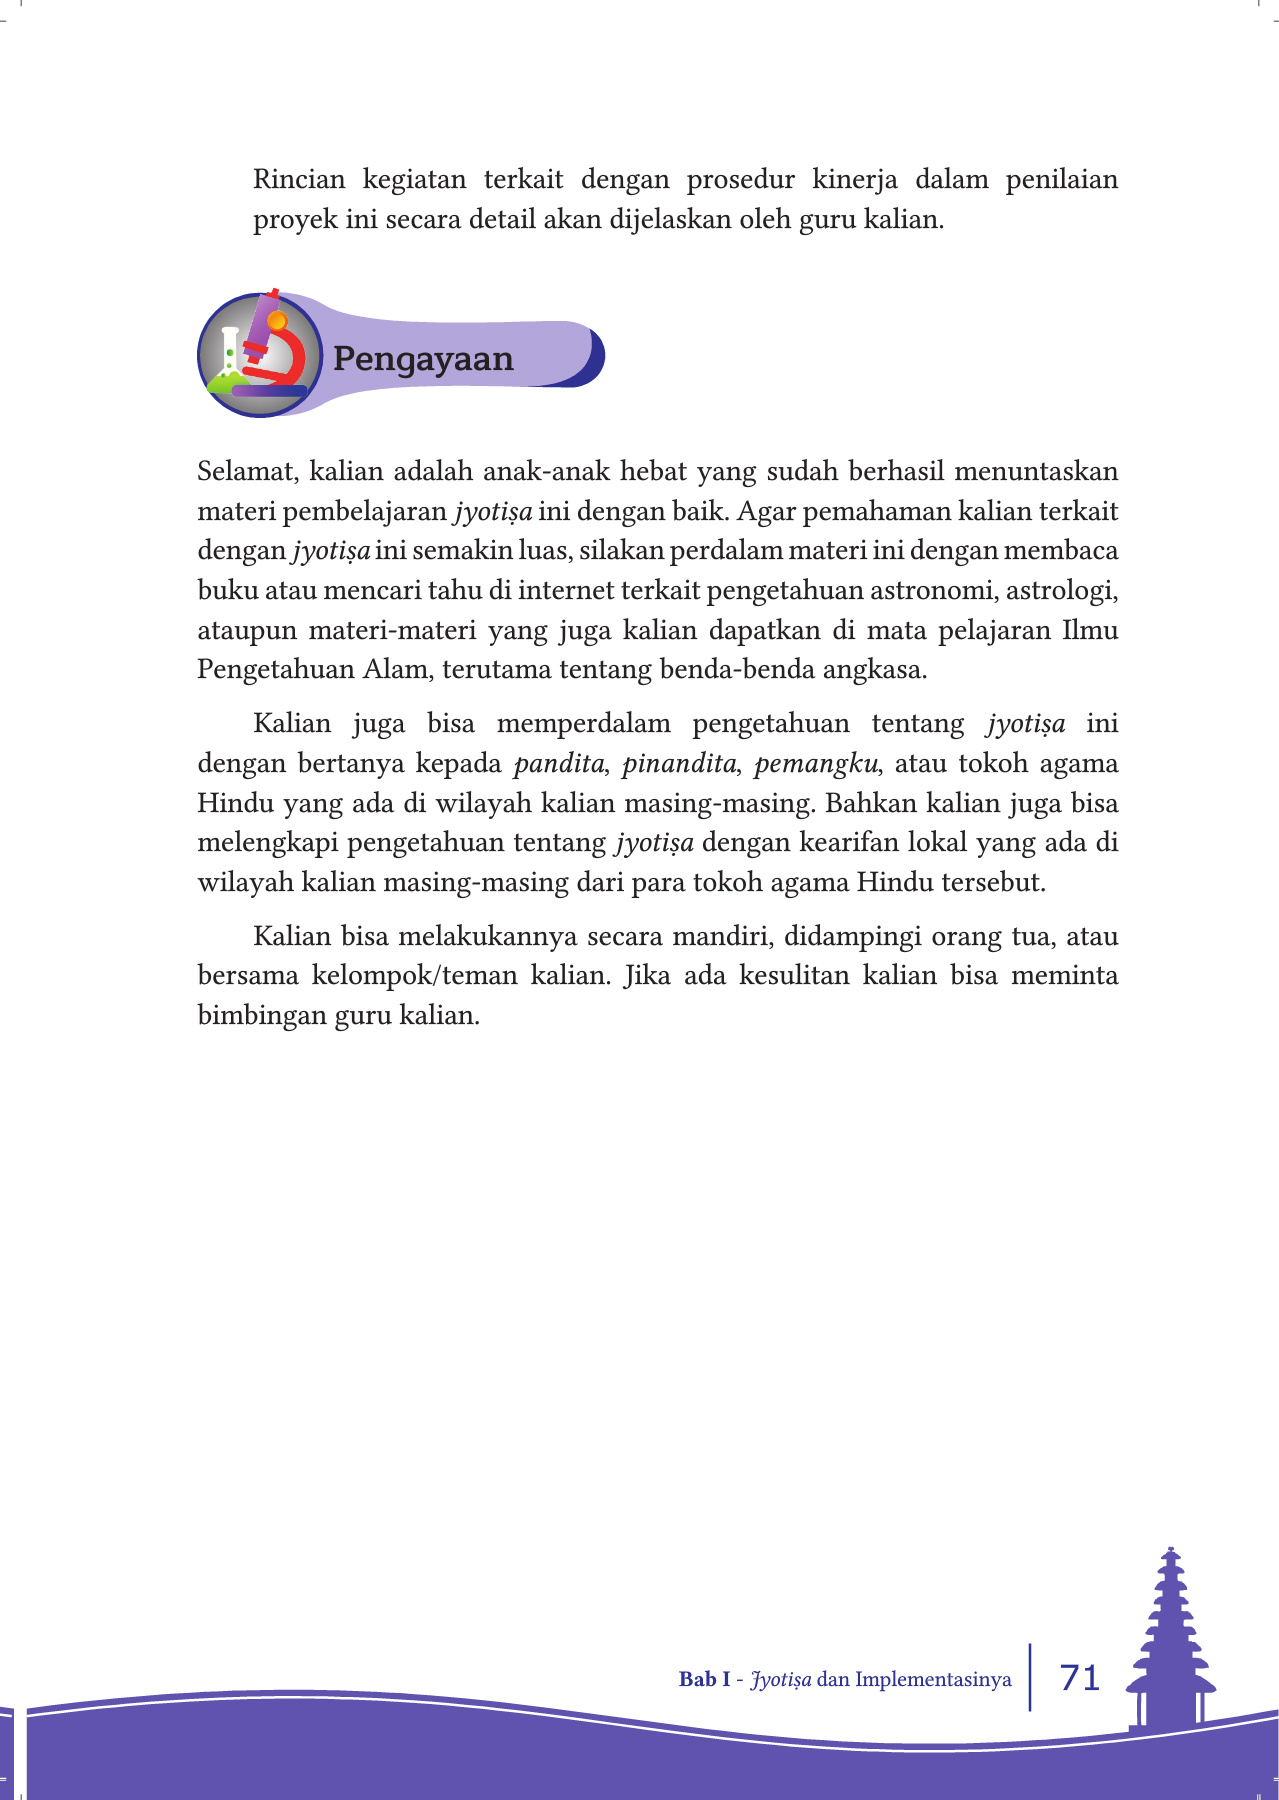 Rincian kegiatan terkait dengan prosedur kinerja dalam penilaian
proyek ini secara detail akan dijelaskan oleh guru kalian.
Pengayaan
Selamat, kalian adalah anak-anak hebat yang sudah berhasil menuntaskan
materi pembelajaran jyotiṣa ini dengan baik. Agar pemahaman kalian terkait
dengan jyotiṣa ini semakin luas, silakan perdalam materi ini dengan membaca
buku atau mencari tahu di internet terkait pengetahuan astronomi, astrologi,
ataupun materi-materi yang juga kalian dapatkan di mata pelajaran Ilmu
Pengetahuan Alam, terutama tentang benda-benda angkasa.
Kalian juga bisa memperdalam pengetahuan tentang jyotiṣa ini
dengan bertanya kepada pandita, pinandita, pemangku, atau tokoh agama
Hindu yang ada di wilayah kalian masing-masing. Bahkan kalian juga bisa
melengkapi pengetahuan tentang jyotiṣa dengan kearifan lokal yang ada di
wilayah kalian masing-masing dari para tokoh agama Hindu tersebut.
Kalian bisa melakukannya secara mandiri, didampingi orang tua, atau
bersama kelompok/teman kalian. Jika ada kesulitan kalian bisa meminta
bimbingan guru kalian.
Bab I - Jyotiṣa dan Implementasinya 71